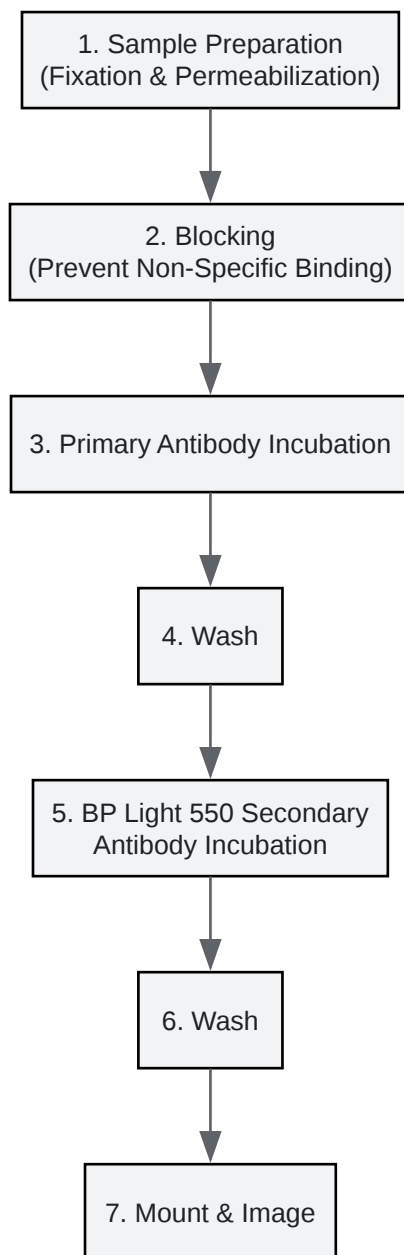 1. Sample Preparation
(Fixation & Permeabilization)
2. Blocking
(Prevent Non-Specific Binding)
3. Primary Antibody Incubation
4. Wash
5. BP Light 550 Secondary
Antibody Incubation
6. Wash
7. Mount & Image